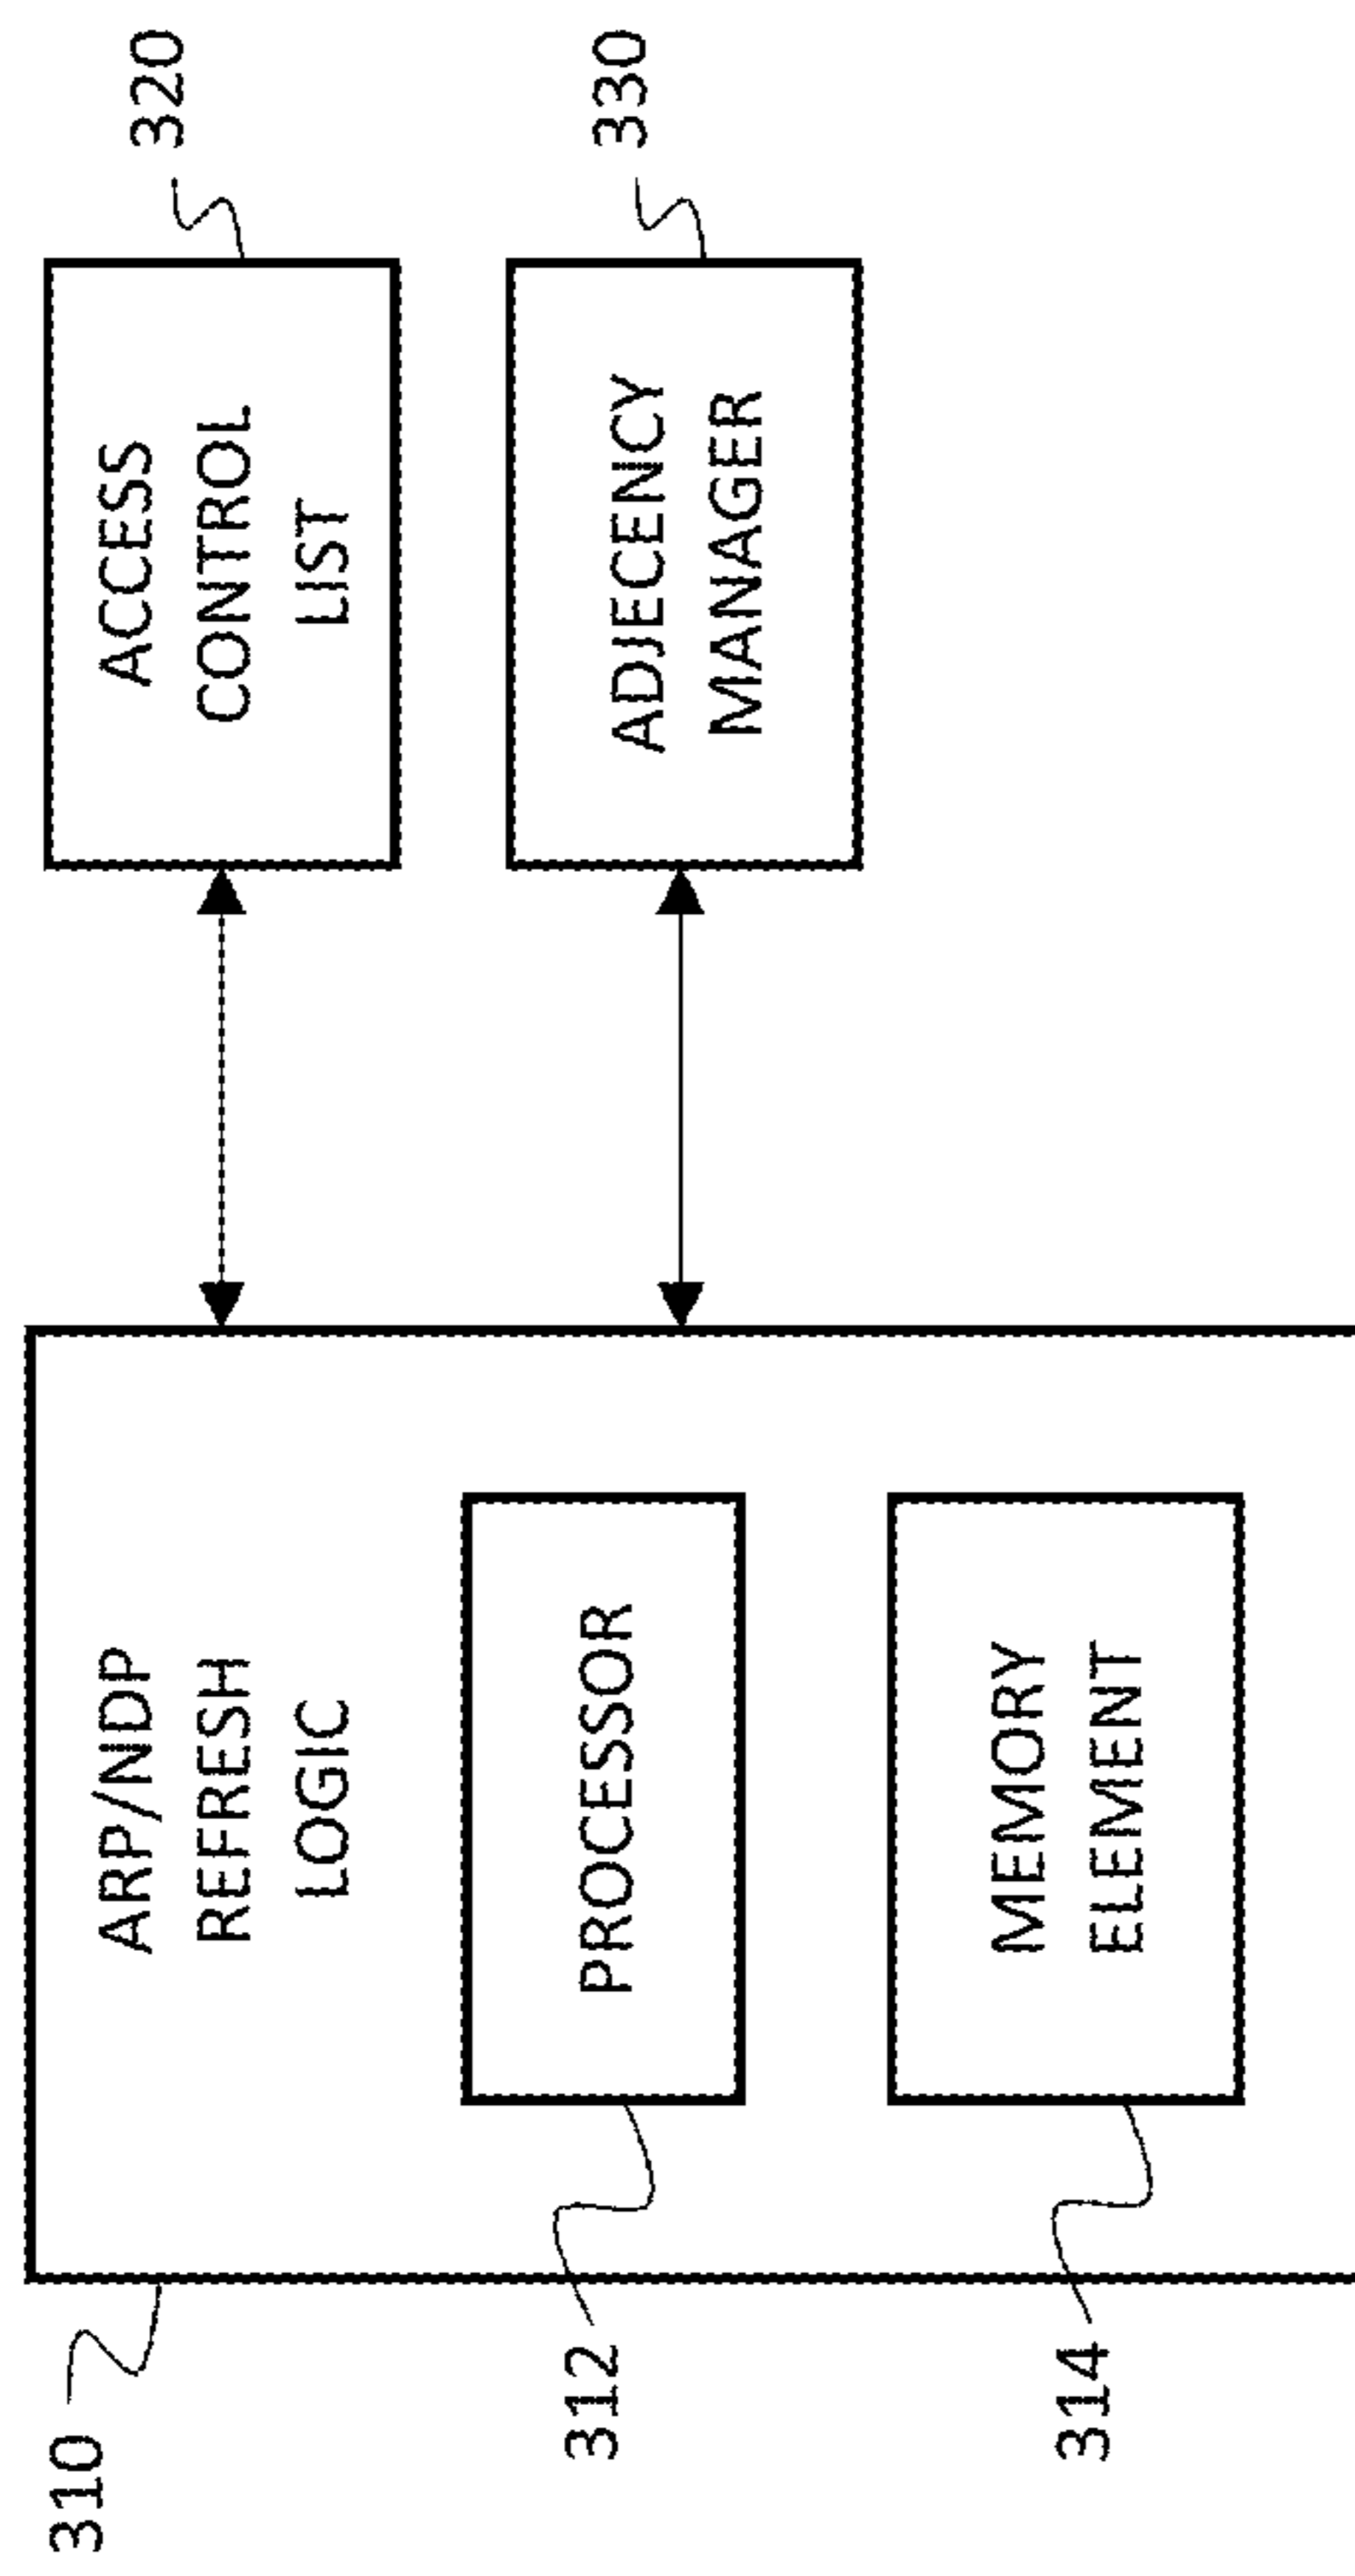 310
ARP/NDP
REFRESH
LOGIC
312
PROCESSOR
314
MEMORY
ELEMENT
320
ACCESS
CONTROL
LIST
330
ADJECENCY
MANAGER